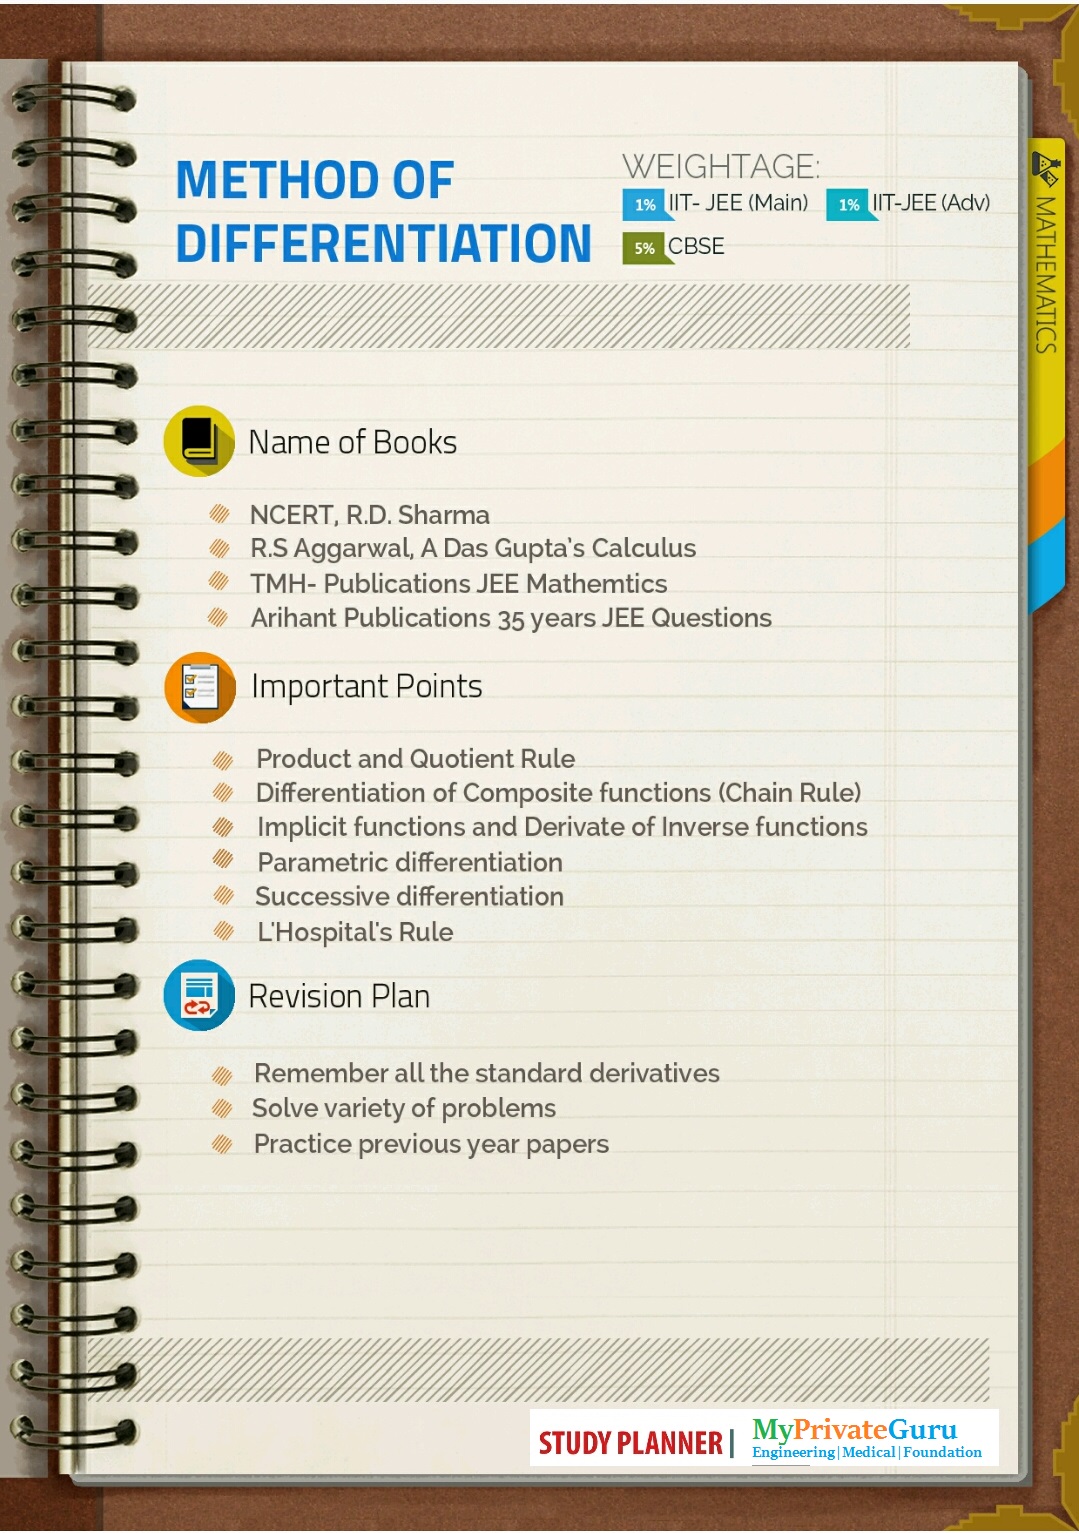 METHOD OF
DIFFERENTIATION
WEIGHTAGE:
1% IIT- JEE (Main) 1% IIT-JEE (Adv)
5% CBSE
MATHEMATICS
Name of Books
NCERT, R.D. Sharma
R.S Aggarwal, A Das Gupta's Calculus
TMH- Publications JEE Mathemtics
Arihant Publications 35 years JEE Questions
Important Points
Product and Quotient Rule
Differentiation of Composite functions (Chain Rule)
Implicit functions and Derivate of Inverse functions
Parametric differentiation
Successive differentiation
L'Hospital's Rule
Revision Plan
Remember all the standard derivatives
Solve variety of problems
Practice previous year papers
STUDY PLANNER |
MyPrivateGuru
Engineering|Medical|Foundation